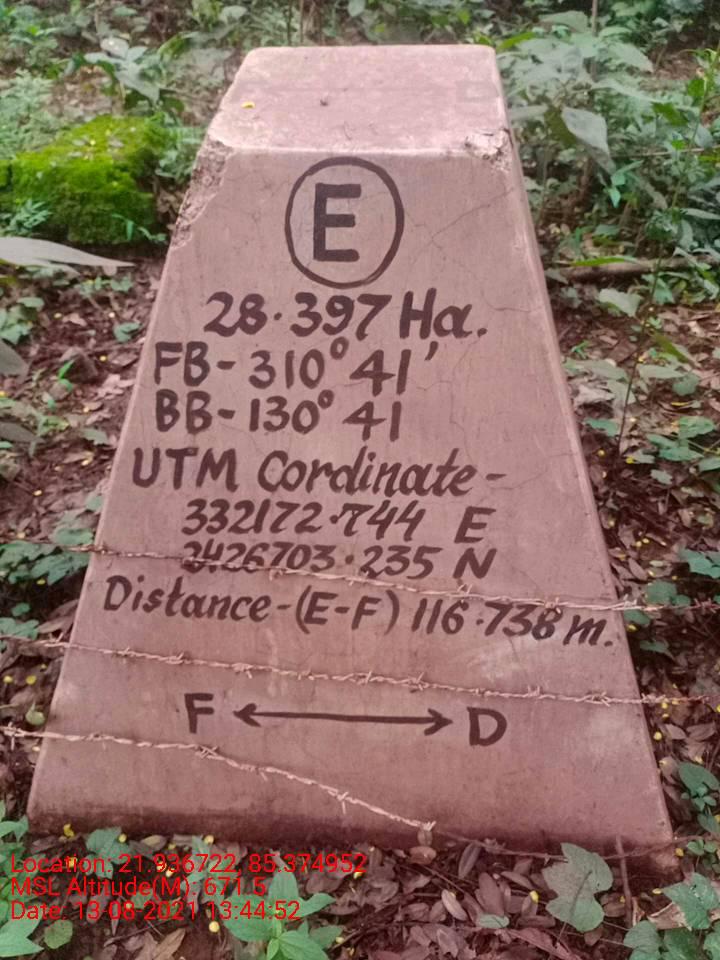 E
28.397 Ha.
FB- 310° 41'
BB- 130° 41
UTM Cordinate-
332172.744 E
2426703.235 N
Distance-(E-F) 116.738 m.
F ↔ D
Location: 21.936722, 85.374952
MSL Altitude(M): 671.5
Date: 13-08-2021 13:44:52